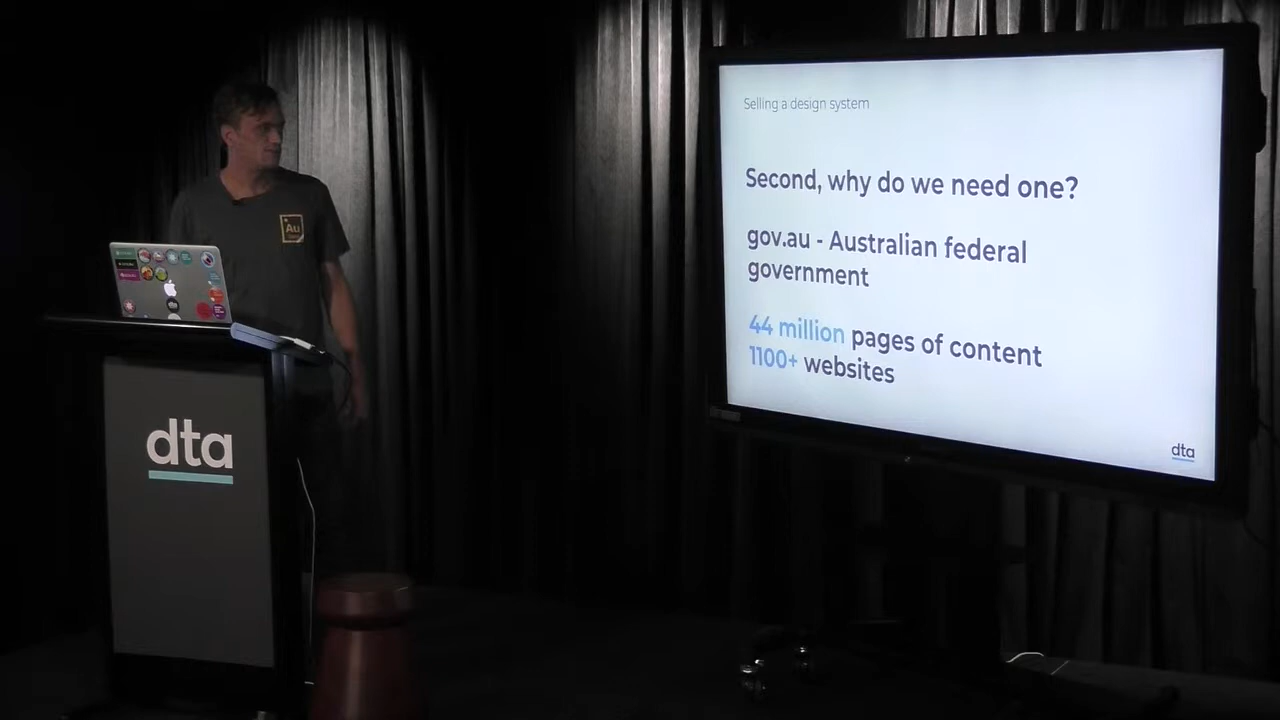 Selling a design system
Second, why do we need one?
gov.au - Australian federal
government
44 million pages of content
1100+ websites
dta
Au
dta